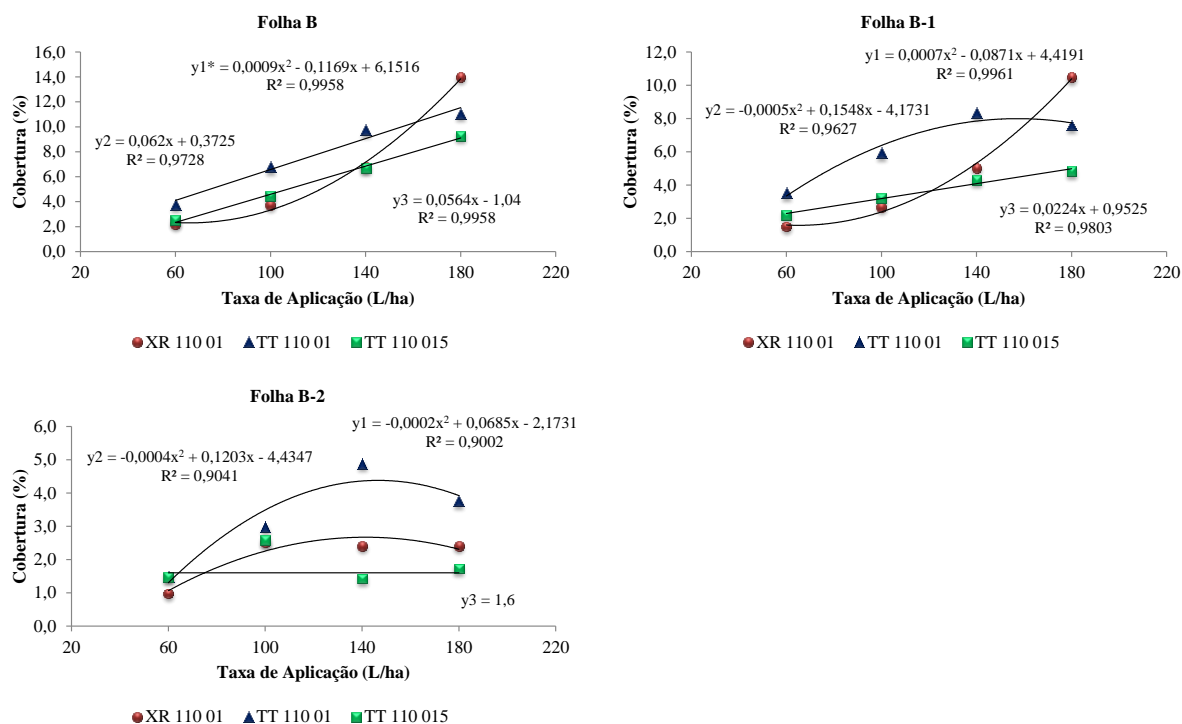 Folha B
Cobertura (%)
16,0
14,0
12,0
10,0
8,0
6,0
4,0
2,0
0,0
y1* = 0,0009x² - 0,1169x + 6,1516
R² = 0,9958
y2 = 0,062x + 0,3725
R² = 0,9728
y3 = 0,0564x - 1,04
R² = 0,9958
20 60 100 140 180 220
Taxa de Aplicação (L/ha)
XR 110 01 TT 110 01 TT 110 015
Folha B-1
Cobertura (%)
12,0
10,0
8,0
6,0
4,0
2,0
0,0
y1 = 0,0007x² - 0,0871x + 4,4191
R² = 0,9961
y2 = -0,0005x² + 0,1548x - 4,1731
R² = 0,9627
y3 = 0,0224x + 0,9525
R² = 0,9803
20 60 100 140 180 220
Taxa de Aplicação (L/ha)
XR 110 01 TT 110 01 TT 110 015
Folha B-2
Cobertura (%)
6,0
5,0
4,0
3,0
2,0
1,0
0,0
y1 = -0,0002x² + 0,0685x - 2,1731
R² = 0,9002
y2 = -0,0004x² + 0,1203x - 4,4347
R² = 0,9041
y3 = 1,6
20 60 100 140 180 220
Taxa de Aplicação (L/ha)
XR 110 01 TT 110 01 TT 110 015